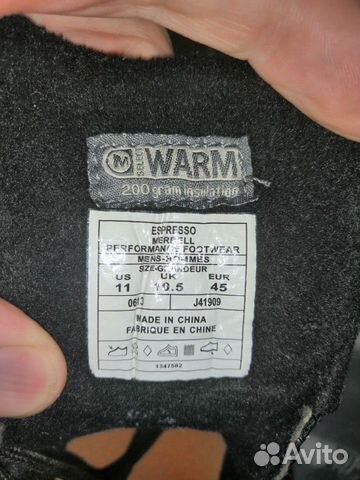 M SELECT WARM
200 gram insulation
ESPRESSO
MERRELL
PERFORMANCE FOOTWEAR
MENS-HOMMES
SZE-GRANDEUR
US UK EUR
11 10.5 45
0613 J41909
MADE IN CHINA
FABRIQUE EN CHINE
1347582
Avito